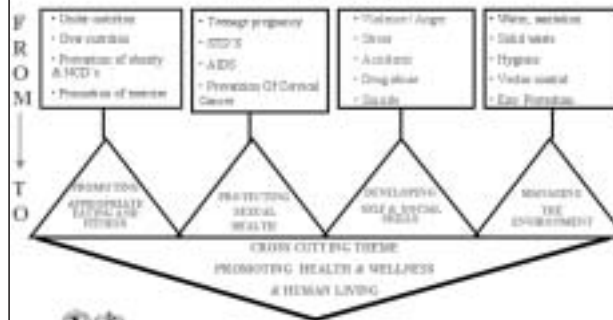 FROM
TO
• Under nutrition
• Over nutrition
• Prevention of obesity
& NCD's
• Promotion of exercise
• Teenage pregnancy
• STD'S
• AIDS
• Prevention Of Cervical
Cancer
• Violence / Anger
• Stress
• Accidents
• Drug abuse
• Suicide
• Water, sanitation
• Solid waste
• Hygiene
• Vector control
• Env. Protection
PROMOTING
APPROPRIATE
EATING AND
FITNESS
PROTECTING
SEXUAL
HEALTH
DEVELOPING
SELF & SOCIAL
SKILLS
MANAGING
THE
ENVIRONMENT
CROSS CUTTING THEME
PROMOTING HEALTH & WELLNESS
& HUMAN LIVING